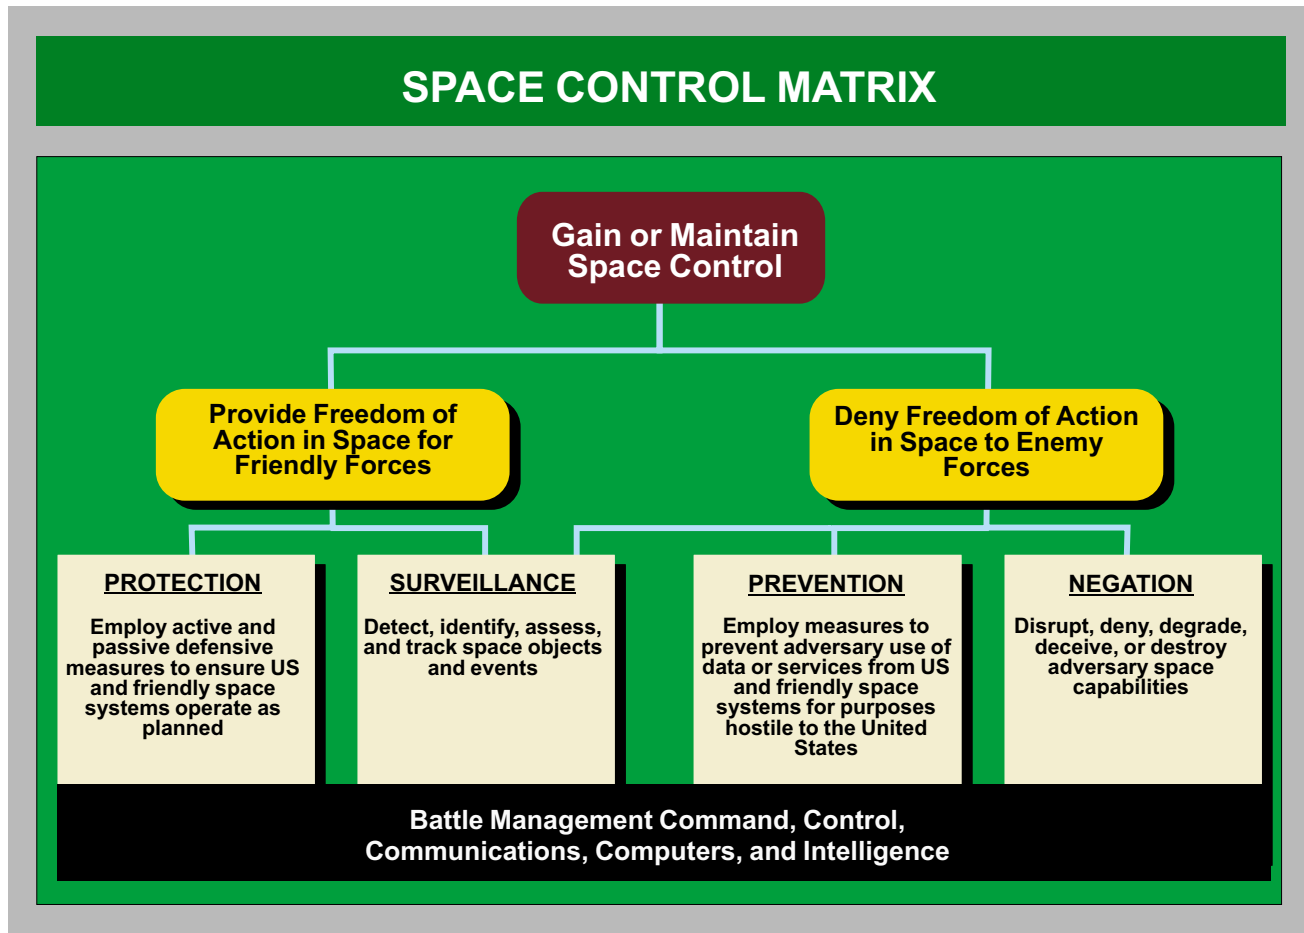 SPACE CONTROL MATRIX
Gain or Maintain
Space Control
Provide Freedom of
Action in Space for
Friendly Forces
Deny Freedom of Action
in Space to Enemy
Forces
PROTECTION
Employ active and
passive defensive
measures to ensure US
and friendly space
systems operate as
planned
SURVEILLANCE
Detect, identify, assess,
and track space objects
and events
PREVENTION
Employ measures to
prevent adversary use of
data or services from US
and friendly space
systems for purposes
hostile to the United
States
NEGATION
Disrupt, deny, degrade,
deceive, or destroy
adversary space
capabilities
Battle Management Command, Control,
Communications, Computers, and Intelligence